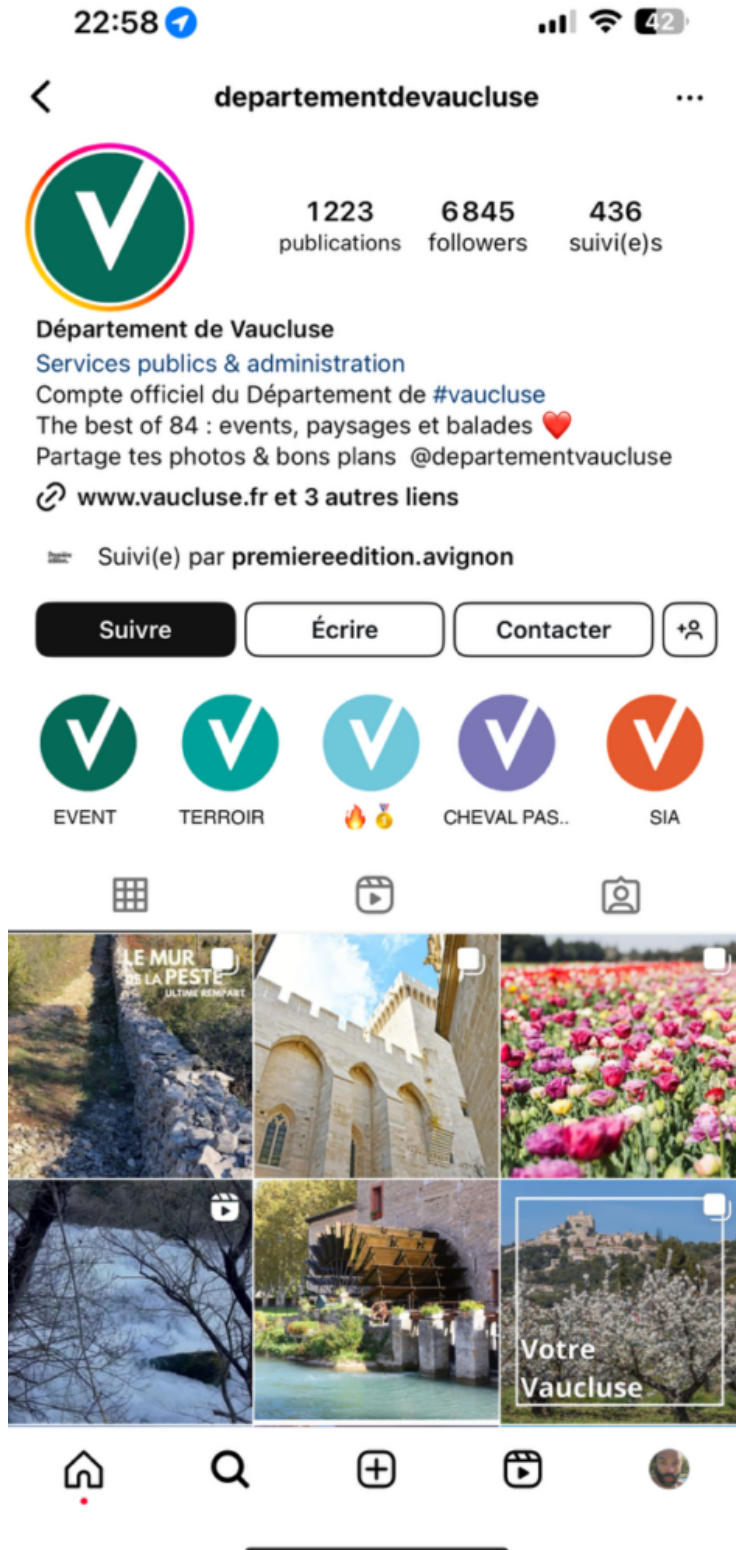 22:58
42
departementdevaucluse
1223 6845 436
publications followers suivi(e)s
Département de Vaucluse
Services publics & administration
Compte officiel du Département de #vaucluse
The best of 84 : events, paysages et balades ❤️
Partage tes photos & bons plans @departementvaucluse
www.vaucluse.fr et 3 autres liens
Suivi(e) par premiereedition.avignon
Suivre Écrire Contacter
EVENT TERROIR 🔥🥇 CHEVAL PAS.. SIA
LE MUR
DE LA PESTE
ULTIME REMPART
Votre
Vaucluse